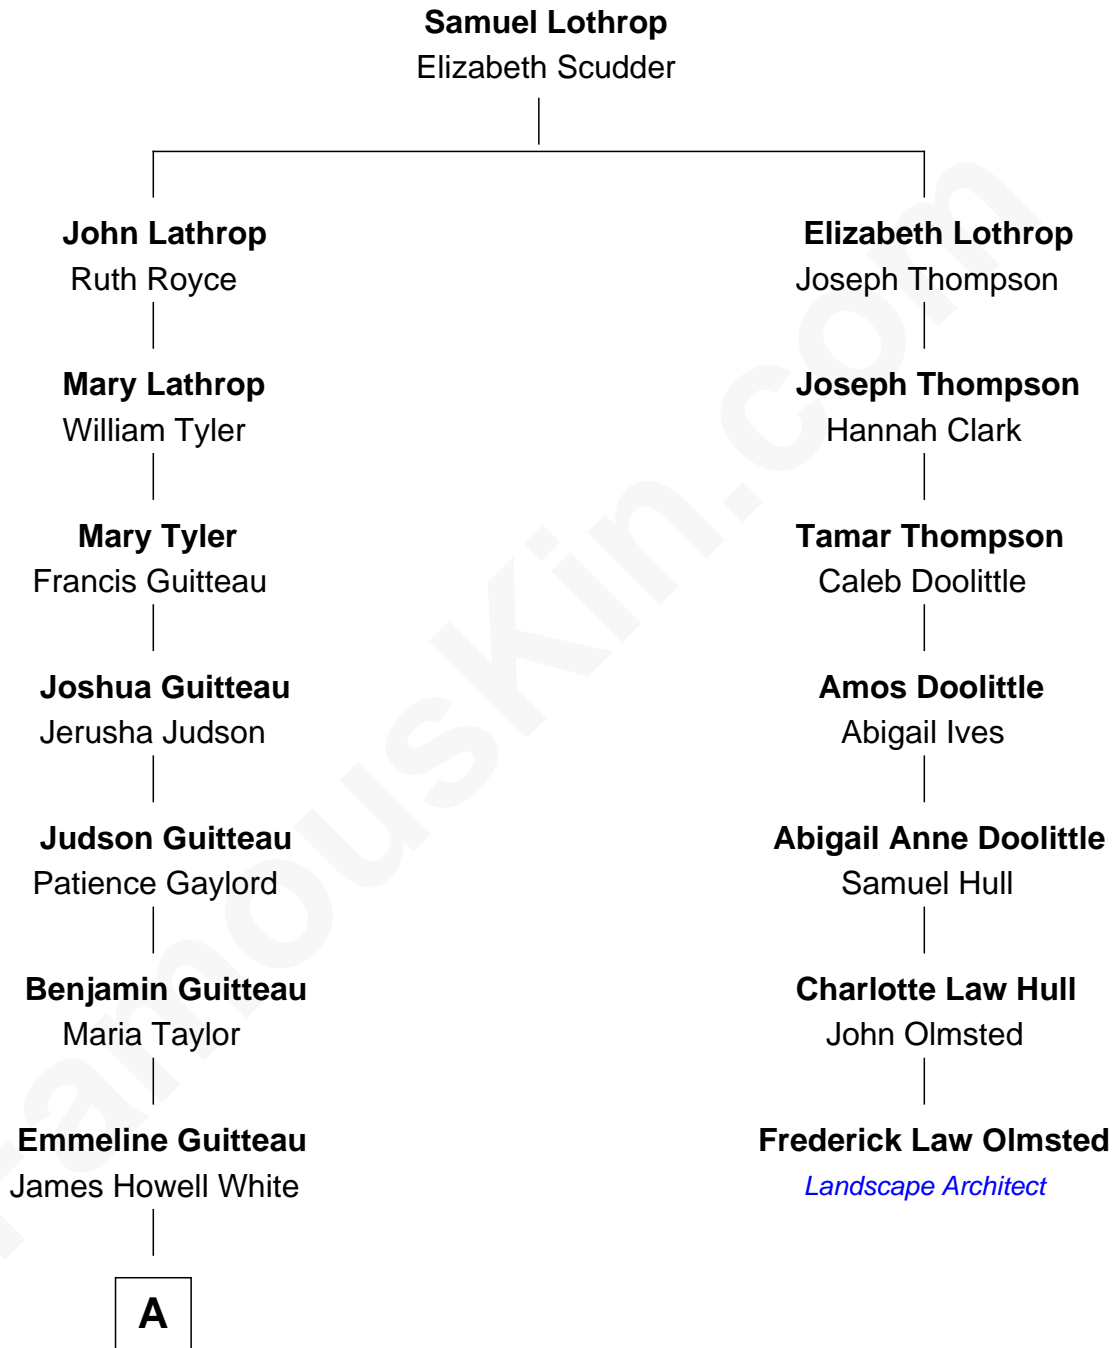 Samuel Lothrop
Elizabeth Scudder
John Lathrop
Ruth Royce
Elizabeth Lothrop
Joseph Thompson
Mary Lathrop
William Tyler
Joseph Thompson
Hannah Clark
Mary Tyler
Francis Guitteau
Tamar Thompson
Caleb Doolittle
Joshua Guitteau
Jerusha Judson
Amos Doolittle
Abigail Ives
Judson Guitteau
Patience Gaylord
Abigail Anne Doolittle
Samuel Hull
Benjamin Guitteau
Maria Taylor
Charlotte Law Hull
John Olmsted
Emmeline Guitteau
James Howell White
Frederick Law Olmsted
Landscape Architect
A
FamousKin.com